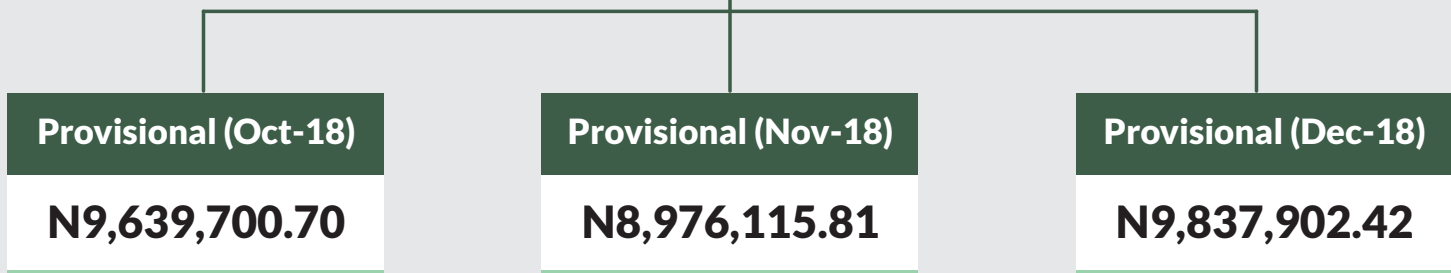 Provisional (Oct-18)
N9,639,700.70
Provisional (Nov-18)
N8,976,115.81
Provisional (Dec-18)
N9,837,902.42